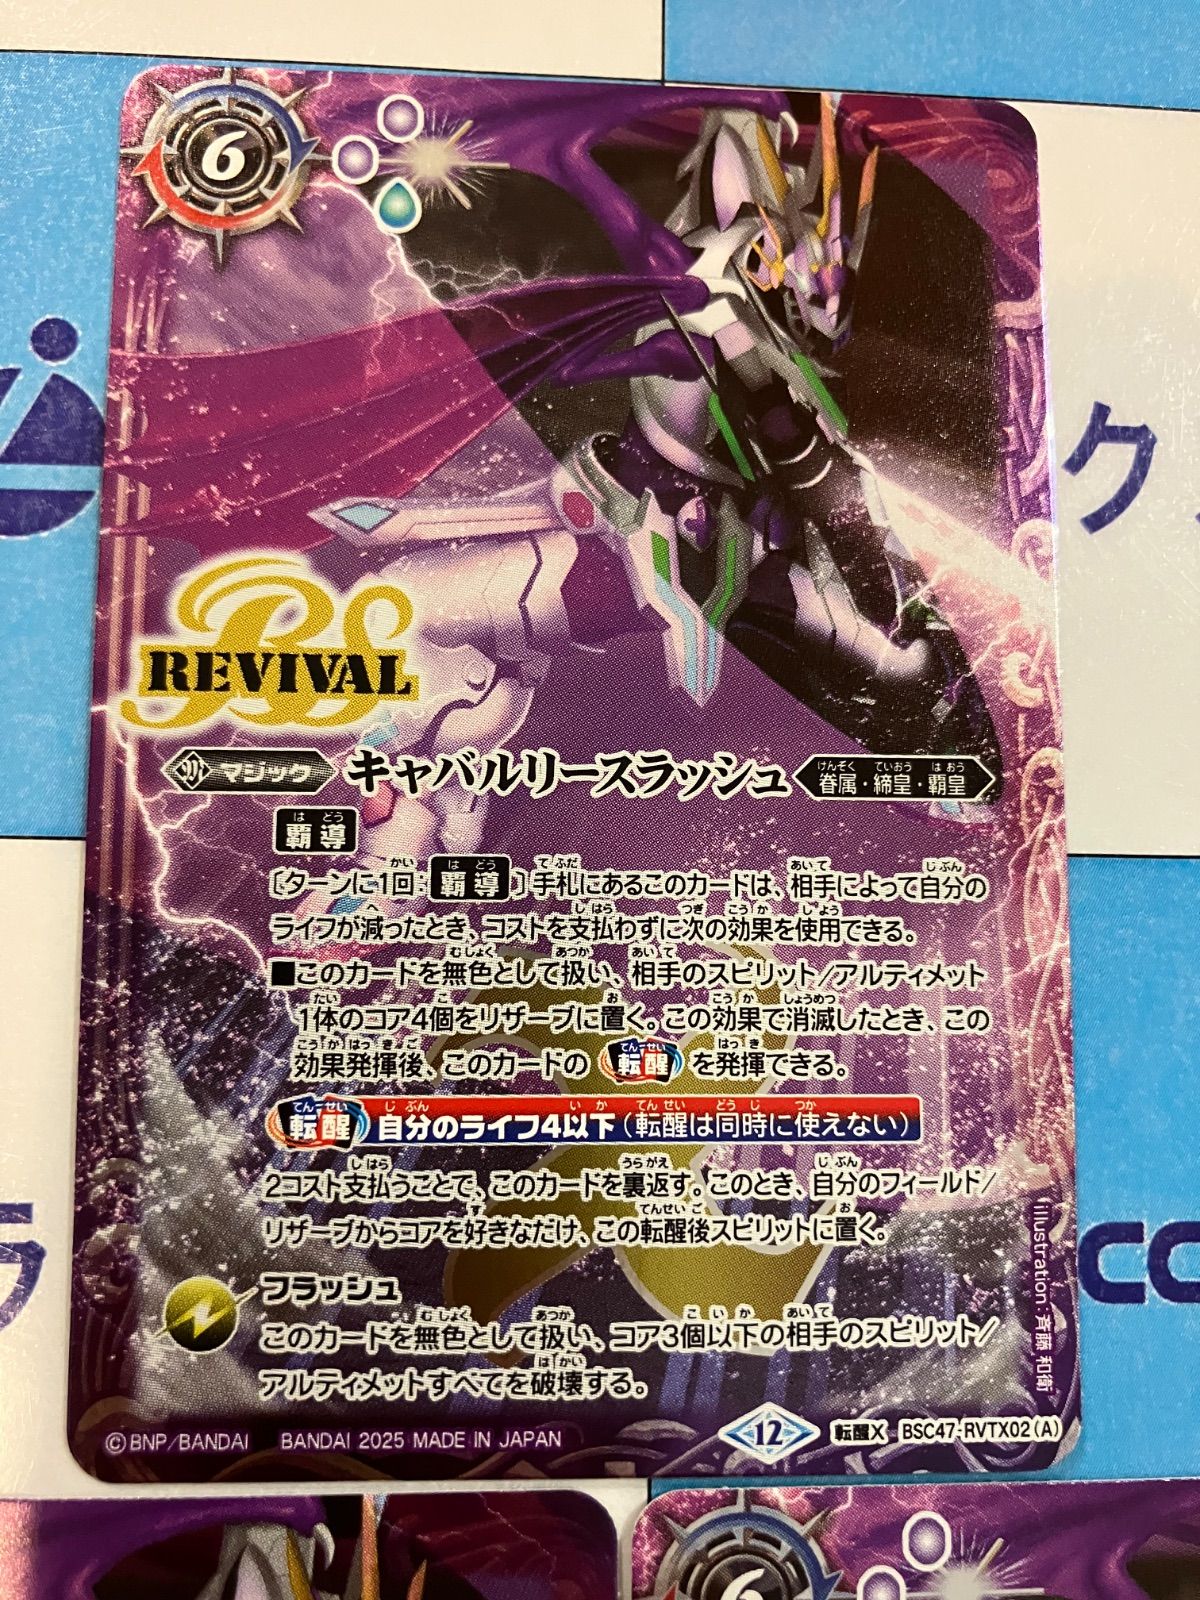 6
REVIVAL
マジック
キャバルリースラッシュ
眷属・締皇・覇皇
覇導
[ターンに1回:覇導]手札にあるこのカードは、相手によって自分の
ライフが減ったとき、コストを支払わずに次の効果を使用できる。
■このカードを無色として扱い、相手のスピリット/アルティメット
1体のコア4個をリザーブに置く。この効果で消滅したとき、この
効果発揮後、このカードの 転醒 を発揮できる。
転醒 自分のライフ4以下(転醒は同時に使えない)
2コスト支払うことで、このカードを裏返す。このとき、自分のフィールド/
リザーブからコアを好きなだけ、この転醒後スピリットに置く。
フラッシュ
このカードを無色として扱い、コア3個以下の相手のスピリット/
アルティメットすべてを破壊する。
illustration:斉藤 和衛
©BNP/BANDAI BANDAI 2025 MADE IN JAPAN
12
転醒X BSC47-RVTX02(A)
ク
ラ
co
6